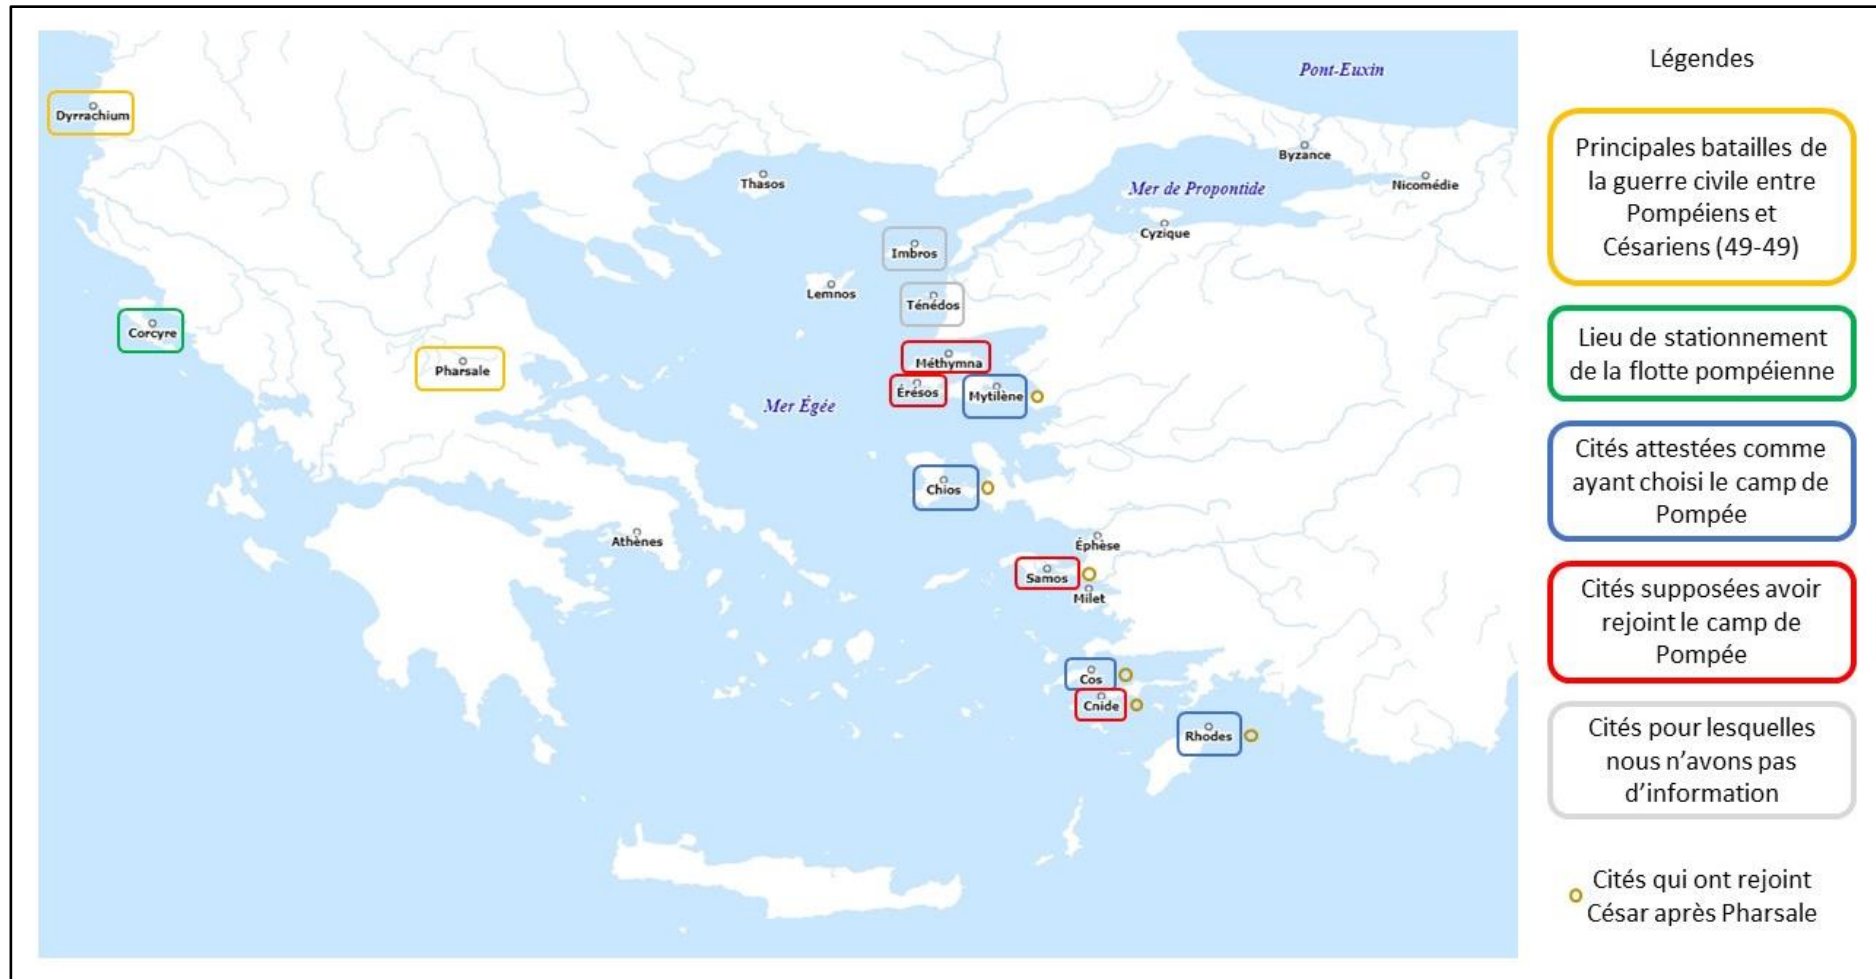 Pont-Euxin
Dyrrachium
Byzance
Thasos
Mer de Propontide
Nicomédie
Cyzique
Imbros
Lemnos
Ténédos
Corcyre
Pharsale
Méthymna
Érésos
Mytilène
Mer Égée
Chios
Athènes
Éphèse
Samos
Milet
Cos
Cnide
Rhodes
Légendes
Principales batailles de
la guerre civile entre
Pompéiens et
Césariens (49-49)
Lieu de stationnement
de la flotte pompéienne
Cités attestées comme
ayant choisi le camp de
Pompée
Cités supposées avoir
rejoint le camp de
Pompée
Cités pour lesquelles
nous n’avons pas
d’information
Cités qui ont rejoint
César après Pharsale